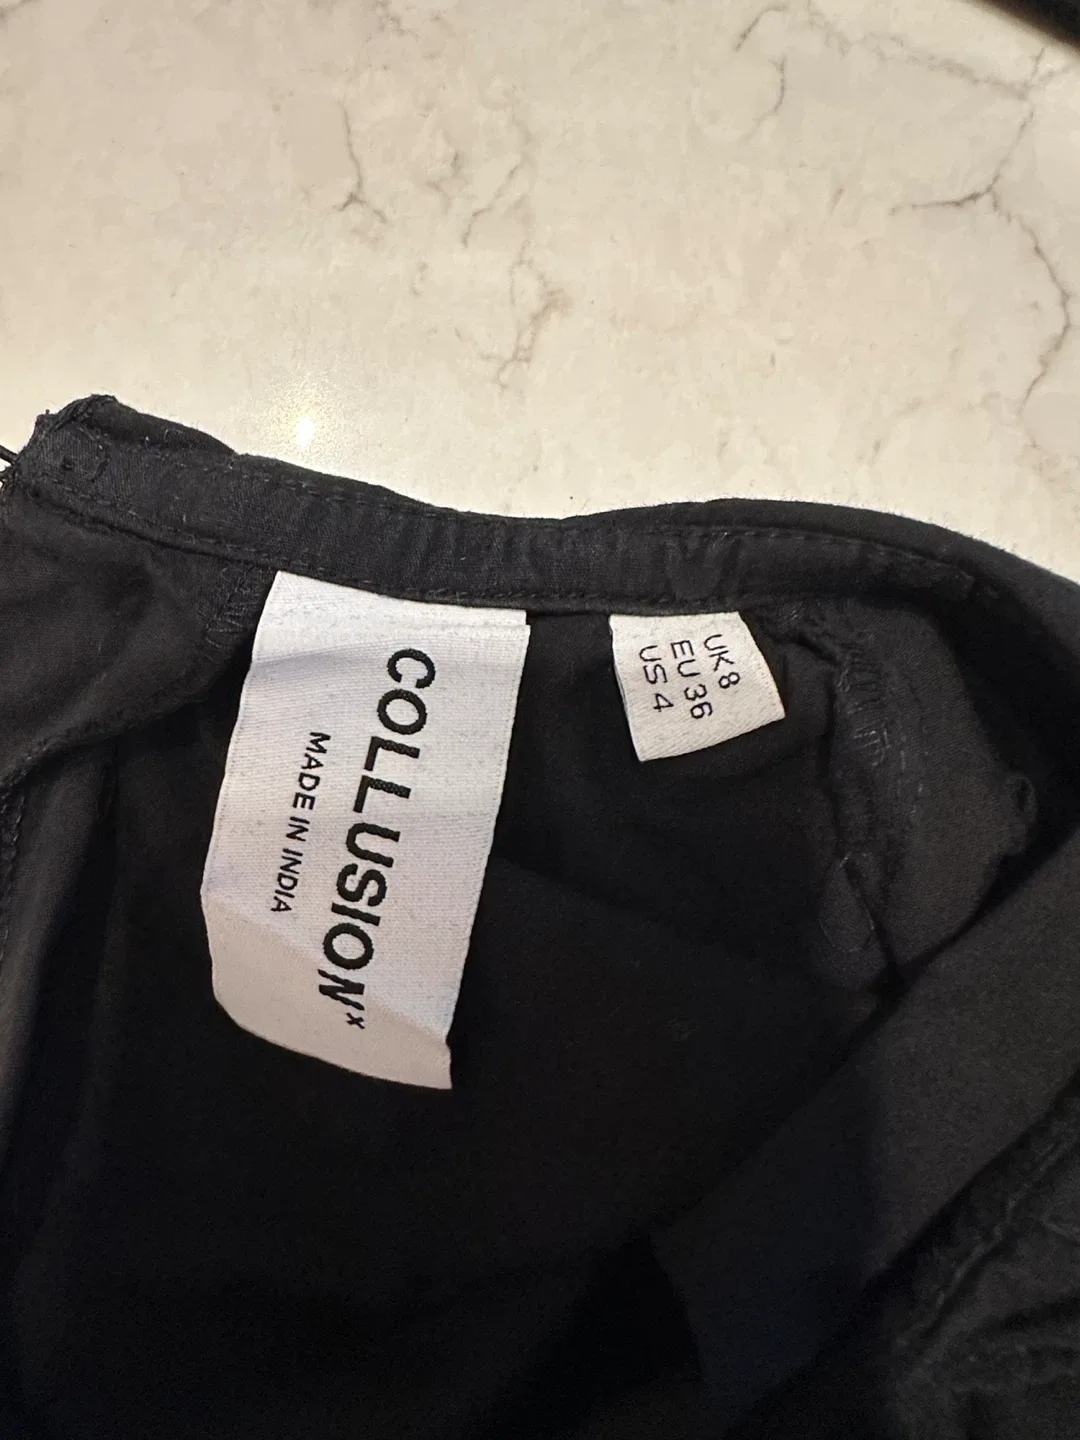 COLLUSION x
MADE IN INDIA
UK 8
EU 36
US 4